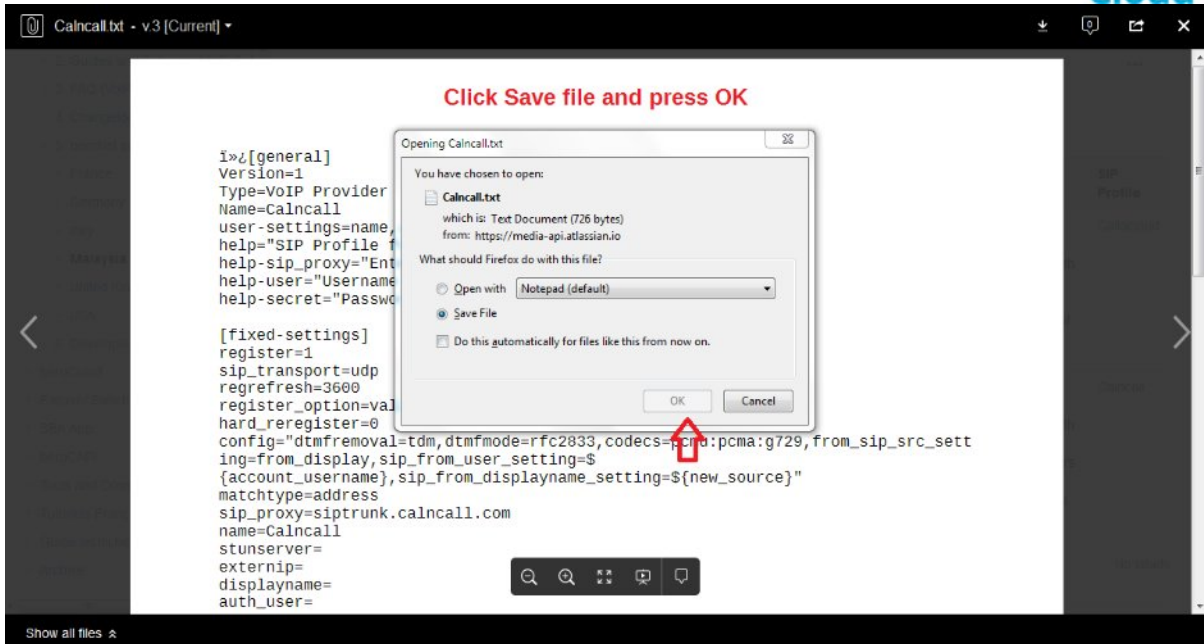 Cloud
Calncall.txt - v.3 [Current]
Click Save file and press OK
ï»¿[general]
Version=1
Type=VoIP Provider
Name=Calncall
user-settings=name,
help="SIP Profile f
help-sip_proxy="Ent
help-user="Username
help-secret="Passwo
[fixed-settings]
register=1
sip_transport=udp
regrefresh=3600
register_option=val
hard_reregister=0
config="dtmfremoval=tdm,dtmfmode=rfc2833,codecs=pcmu:pcma:g729,from_sip_src_sett
ing=from_display,sip_from_user_setting=$
{account_username},sip_from_displayname_setting=${new_source}"
matchtype=address
sip_proxy=siptrunk.calncall.com
name=Calncall
stunserver=
externip=
displayname=
auth_user=
Opening Calncall.txt
You have chosen to open:
Calncall.txt
which is: Text Document (726 bytes)
from: https://media-api.atlassian.io
What should Firefox do with this file?
Open with Notepad (default)
Save File
Do this automatically for files like this from now on.
OK Cancel
SIP
Profile
Malaysia
Show all files